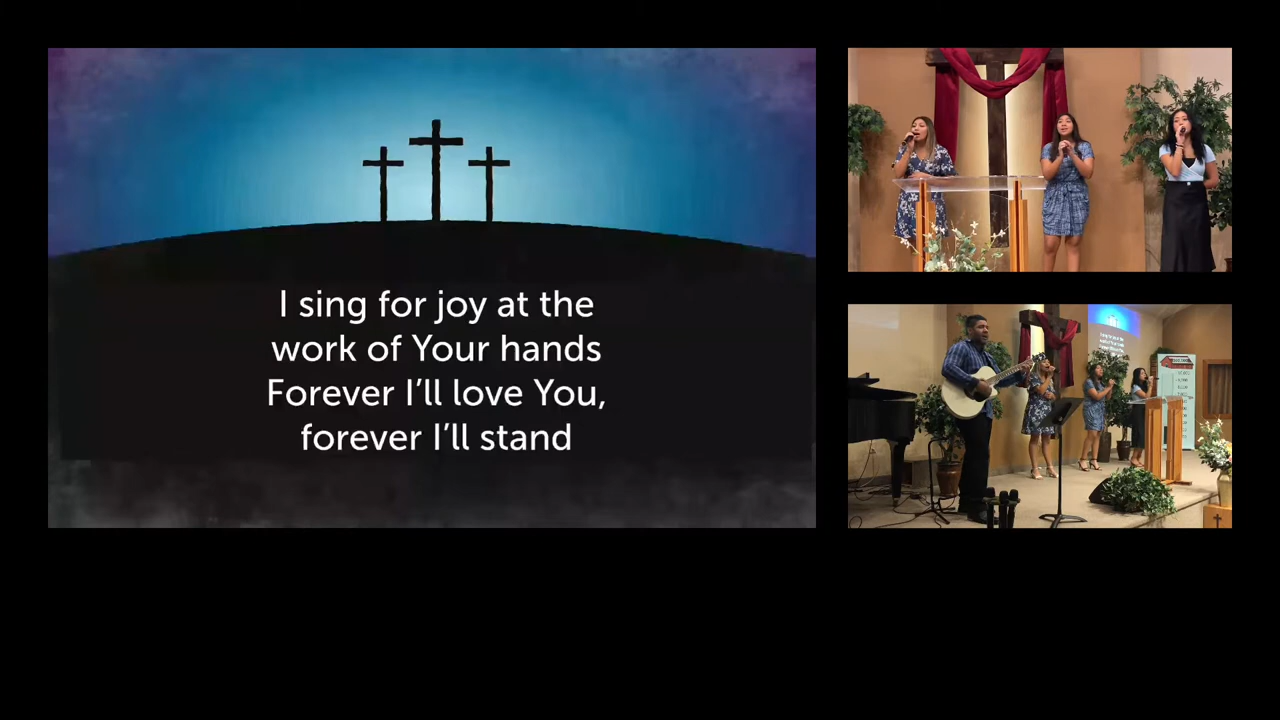 I sing for joy at the
work of Your hands
Forever I’ll love You,
forever I’ll stand